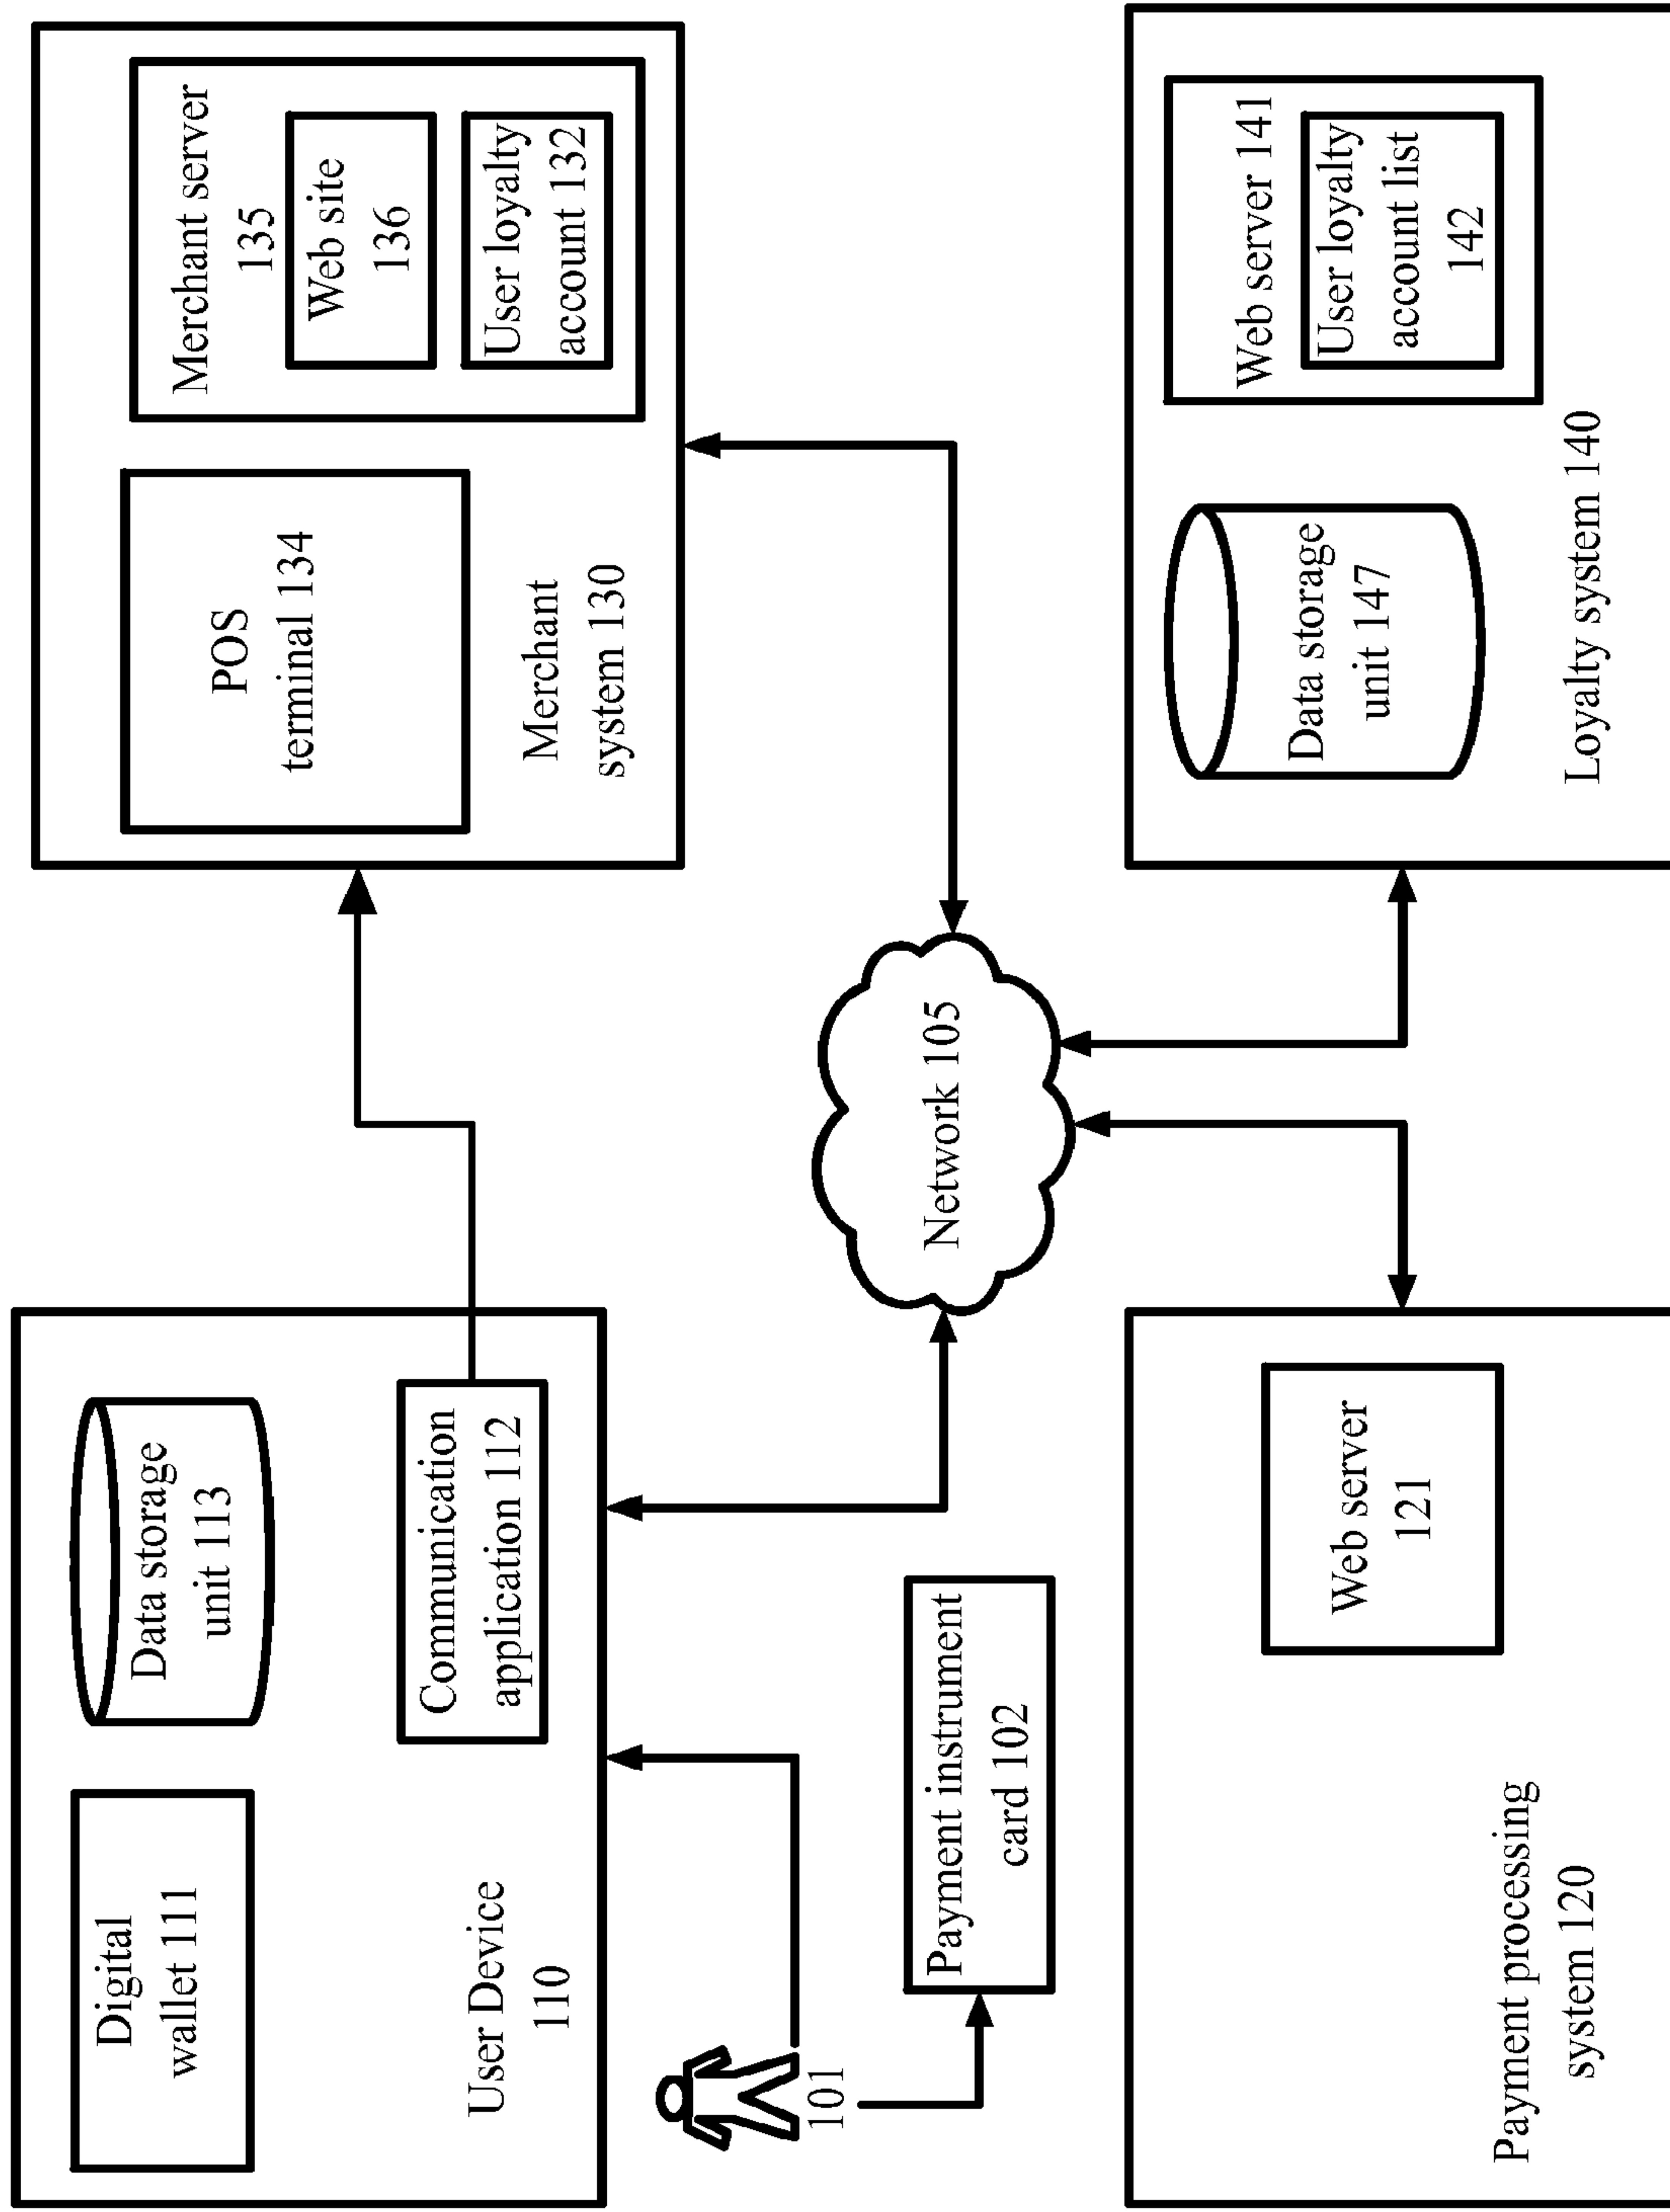 Digital
wallet 111
Data storage
unit 113
Communication
application 112
User Device
110
POS
terminal 134
Merchant server
135
Web site
136
User loyalty
account 132
Merchant
system 130
101
Payment instrument
card 102
Network 105
Web server
121
Payment processing
system 120
Data storage
unit 147
Web server 141
User loyalty
account list
142
Loyalty system 140